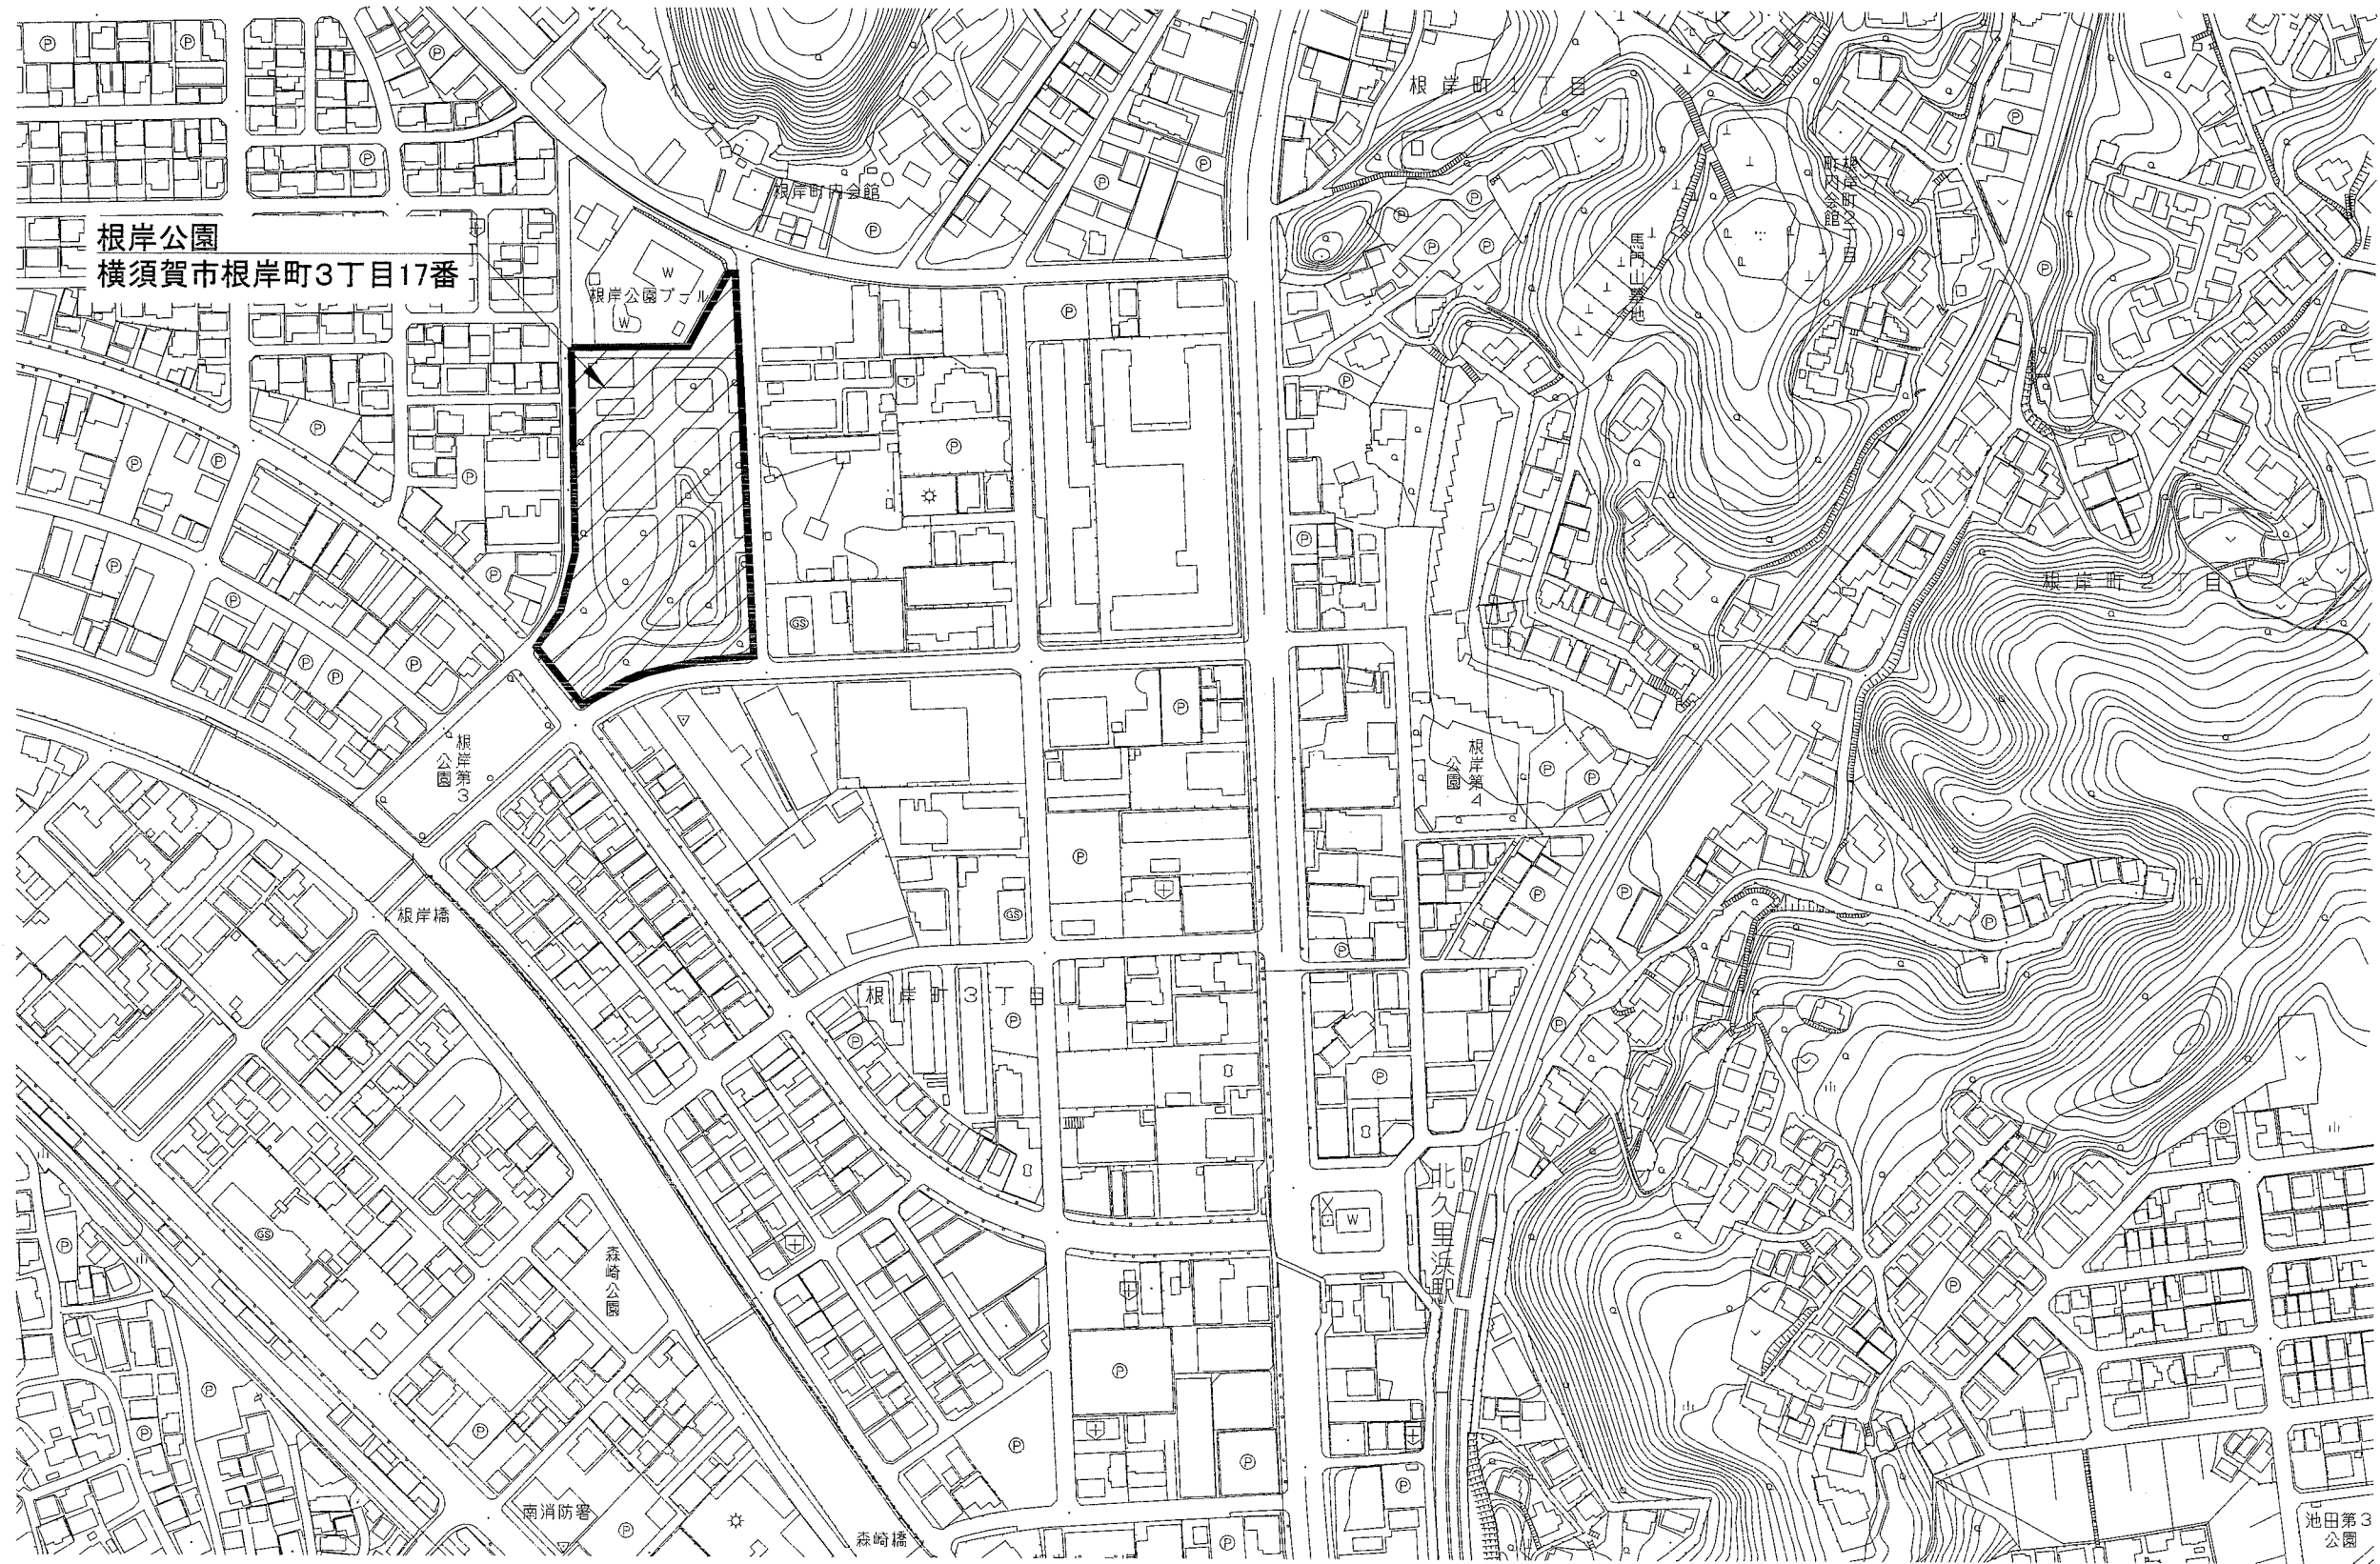 根岸町1丁目
根岸町内会館
根岸町2丁目
町内会館
馬門山墓地
根岸公園
横須賀市根岸町3丁目17番
W
根岸公園プール
W
根岸町2丁目
GS
根岸第3
公園
根岸第4
公園
根岸橋
GS
根岸町3丁目
北久里浜駅
W
GS
森崎公園
南消防署
森崎橋
池田第3
公園
P